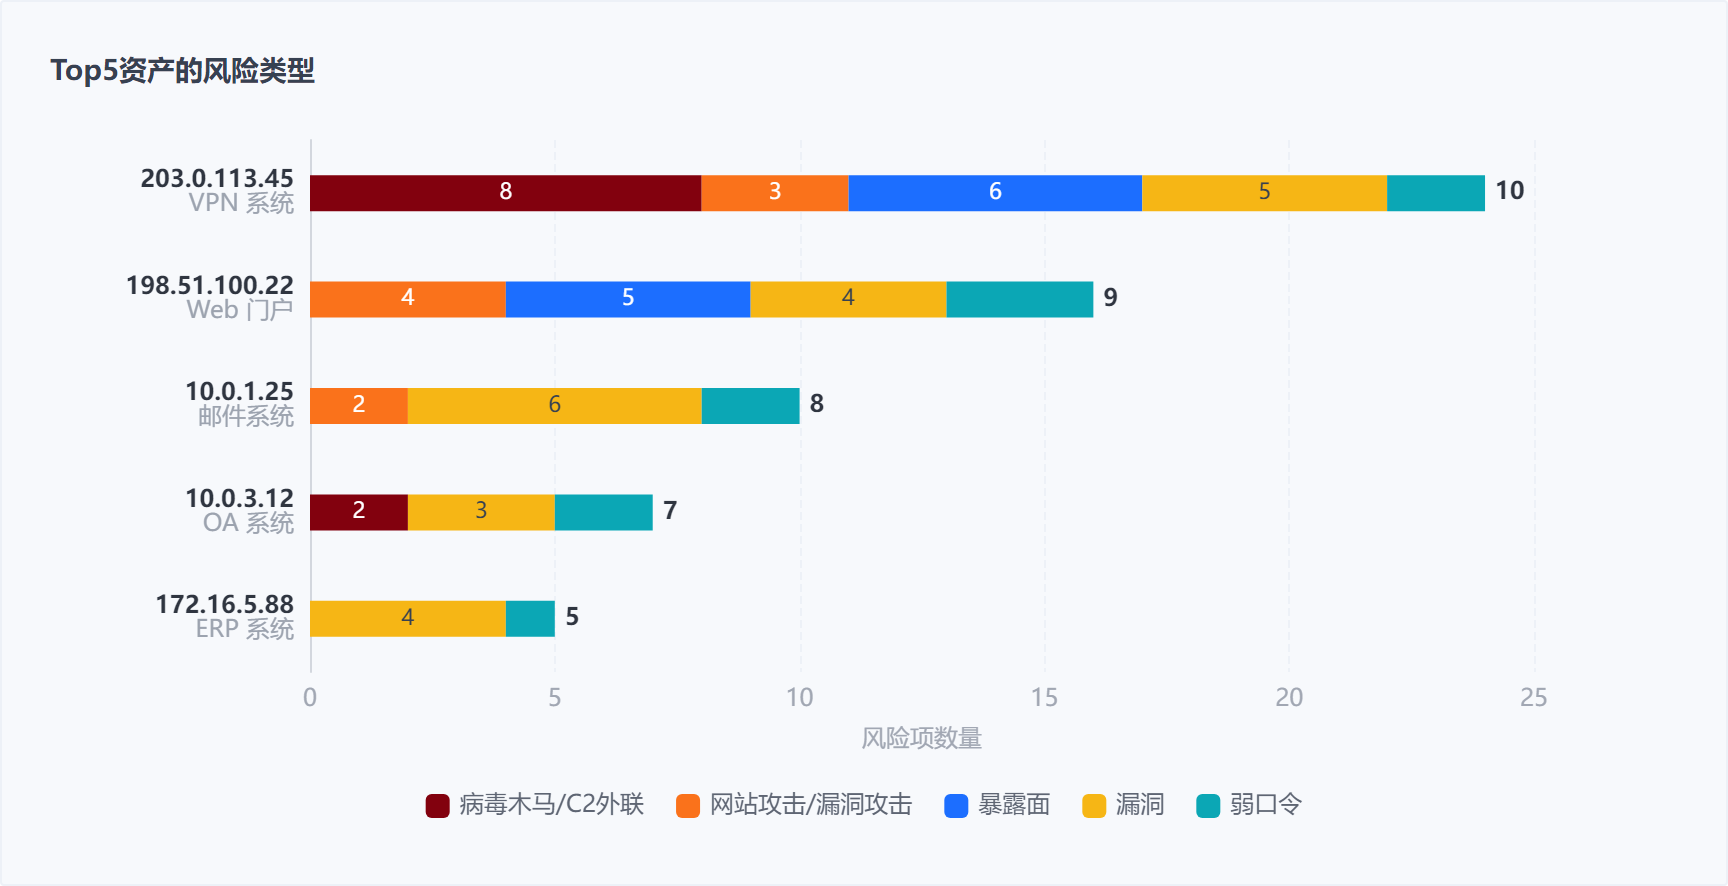 Top5资产的风险类型
203.0.113.45
VPN 系统
8 3 6 5 10
198.51.100.22
Web 门户
4 5 4 9
10.0.1.25
邮件系统
2 6 8
10.0.3.12
OA 系统
2 3 7
172.16.5.88
ERP 系统
4 5
0 5 10 15 20 25
风险项数量
病毒木马/C2外联 网站攻击/漏洞攻击 暴露面 漏洞 弱口令